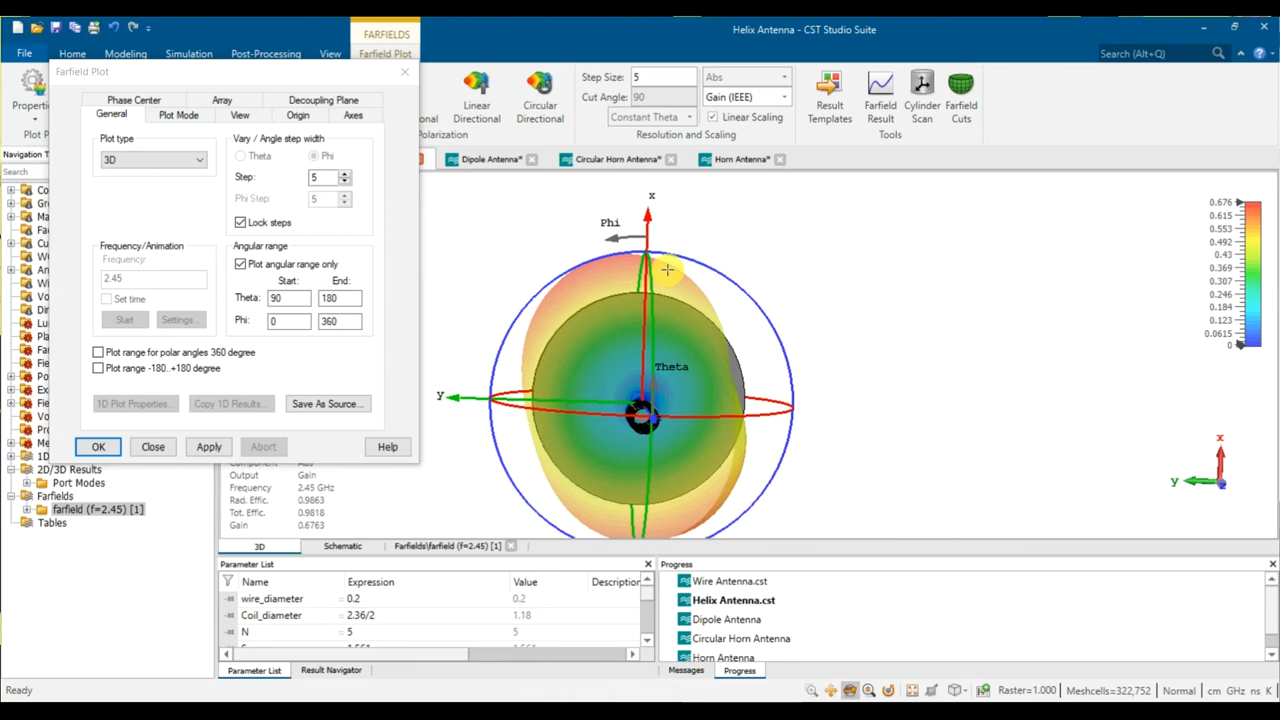 Helix Antenna - CST Studio Suite
FARFIELDS
File Home Modeling Simulation Post-Processing View Farfield Plot
Search (Alt+Q)
Farfield Plot
Phase Center Array Decoupling Plane
General Plot Mode View Origin Axes
Plot type
3D
Vary / Angle step width
Theta Phi
Step: 5
Phi Step: 5
Lock steps
Frequency/Animation
Frequency:
2.45
Set time
Start Settings...
Angular range
Plot angular range only
Start: End:
Theta: 90 180
Phi: 0 360
Plot range for polar angles 360 degree
Plot range -180..+180 degree
1D Plot Properties... Copy 1D Results... Save As Source...
OK Close Apply Abort Help
Properti
Plot P
Linear
Directional
Circular
Directional
Step Size: 5
Cut Angle: 90
Constant Theta
Abs
Gain (IEEE)
Linear Scaling
Resolution and Scaling
Result
Templates
Farfield
Result
Cylinder
Scan
Farfield
Cuts
Tools
Dipole Antenna* Circular Horn Antenna* Horn Antenna*
Navigation T
Search
2D/3D Results
Port Modes
Farfields
farfield (f=2.45) [1]
Tables
x
Phi
Theta
y
0.676
0.615
0.553
0.492
0.43
0.369
0.307
0.246
0.184
0.123
0.0615
0
x
y
z
Output Gain
Frequency 2.45 GHz
Rad. Effic. 0.9863
Tot. Effic. 0.9818
Gain 0.6763
3D Schematic Farfields\farfield (f=2.45) [1]
Parameter List
Name Expression Value Description
wire_diameter = 0.2 0.2
Coil_diameter = 2.36/2 1.18
N = 5 5
Parameter List Result Navigator
Progress
Wire Antenna.cst
Helix Antenna.cst
Dipole Antenna
Circular Horn Antenna
Horn Antenna
Messages Progress
Ready
Raster=1.000 Meshcells=322,752 Normal cm GHz ns K